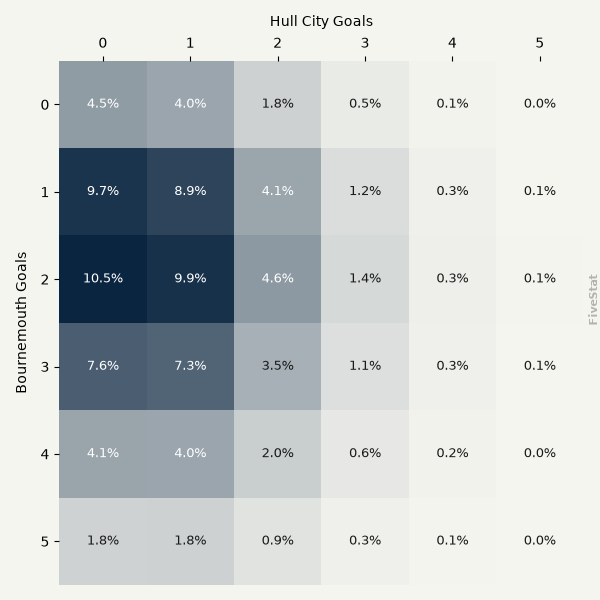 Hull City Goals
0 1 2 3 4 5
0 4.5% 4.0% 1.8% 0.5% 0.1% 0.0%
1 9.7% 8.9% 4.1% 1.2% 0.3% 0.1%
2 10.5% 9.9% 4.6% 1.4% 0.3% 0.1%
3 7.6% 7.3% 3.5% 1.1% 0.3% 0.1%
4 4.1% 4.0% 2.0% 0.6% 0.2% 0.0%
5 1.8% 1.8% 0.9% 0.3% 0.1% 0.0%
Bournemouth Goals
FiveStat